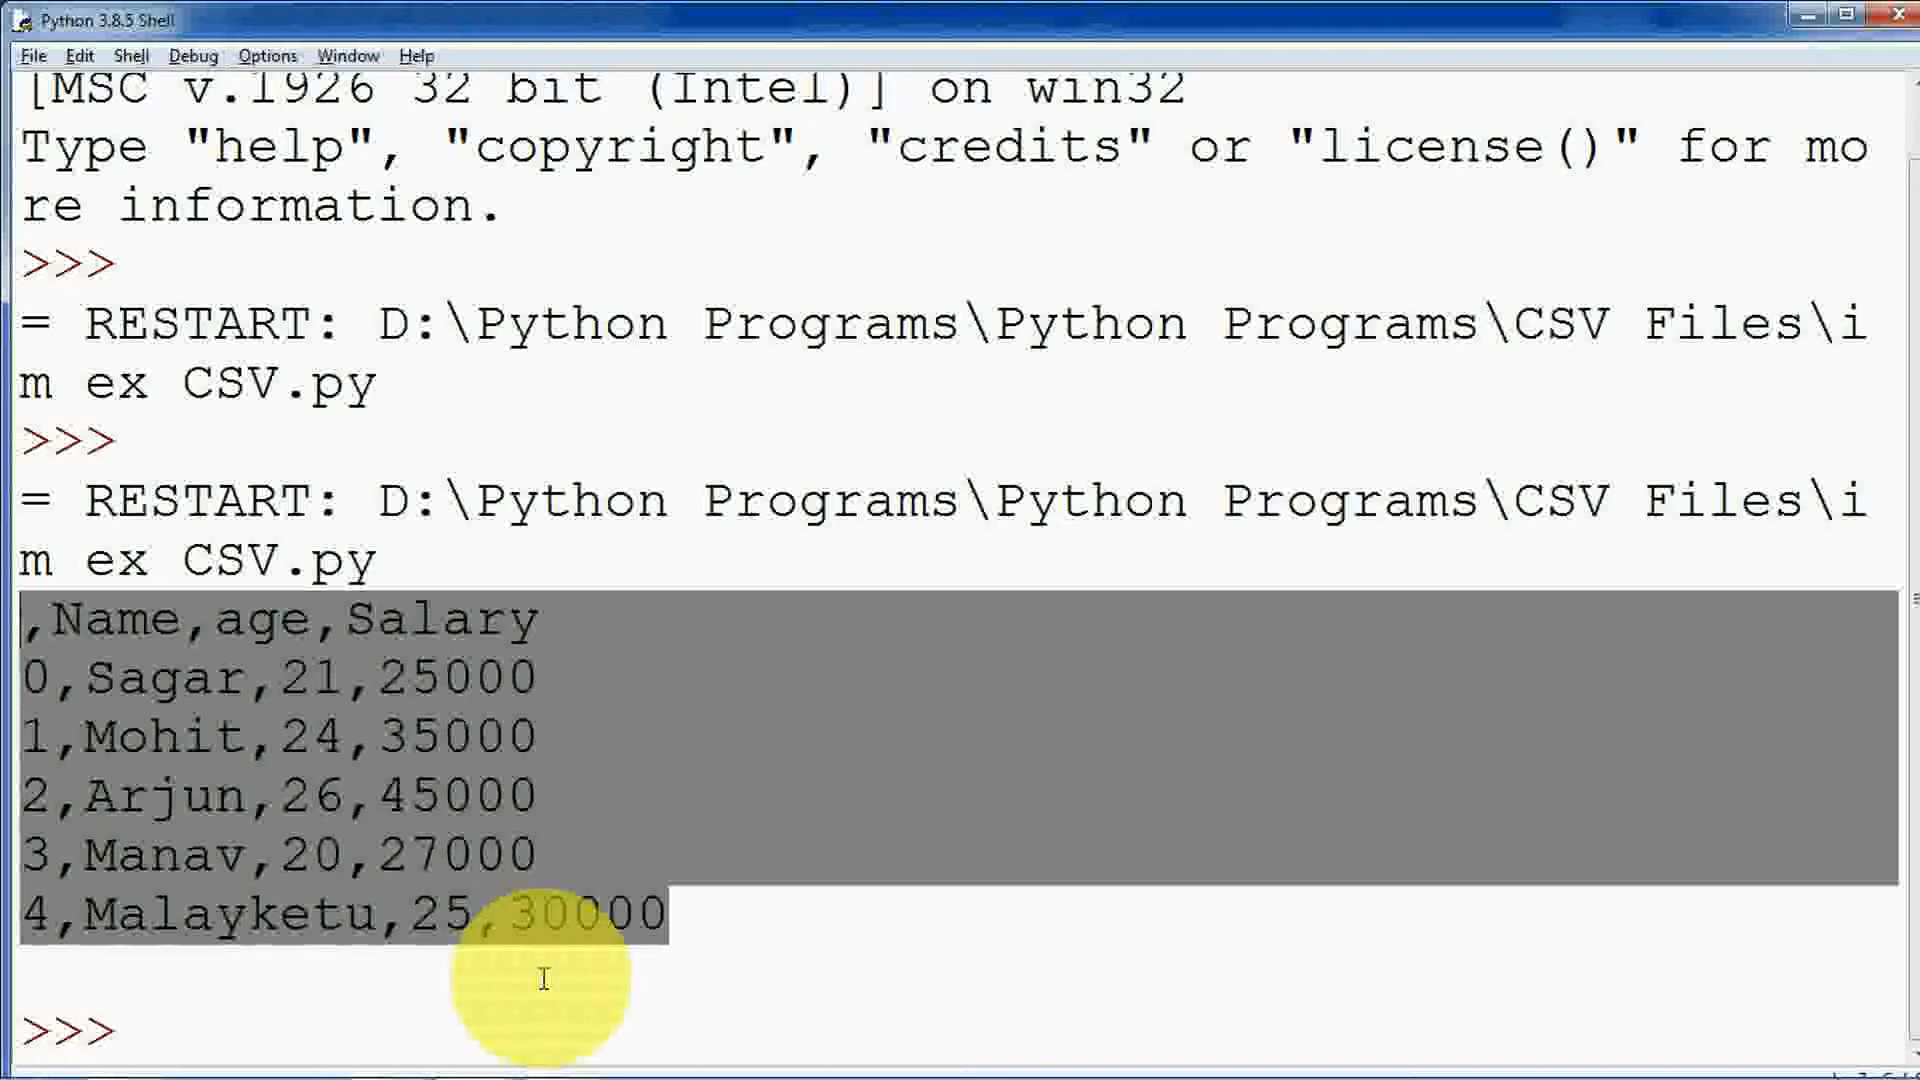 Python 3.8.5 Shell
File Edit Shell Debug Options Window Help
[MSC v.1926 32 bit (Intel)] on win32
Type "help", "copyright", "credits" or "license()" for mo
re information.
>>>
= RESTART: D:\Python Programs\Python Programs\CSV Files\i
m ex CSV.py
>>>
= RESTART: D:\Python Programs\Python Programs\CSV Files\i
m ex CSV.py
,Name,age,Salary
0,Sagar,21,25000
1,Mohit,24,35000
2,Arjun,26,45000
3,Manav,20,27000
4,Malayketu,25,30000
>>>